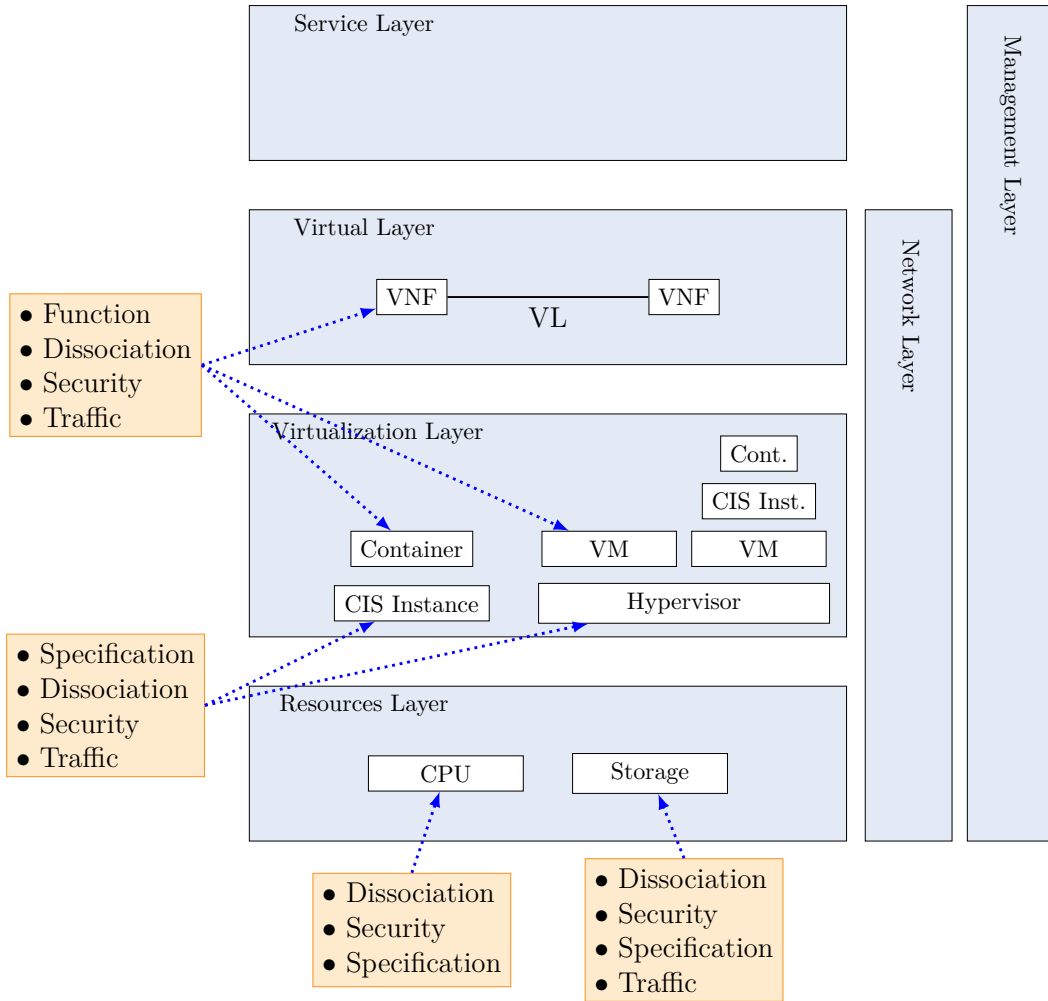 Service Layer
Management Layer
Virtual Layer
Network Layer
VNF
VNF
VL
● Function
● Dissociation
● Security
● Traffic
Virtualization Layer
Cont.
CIS Inst.
Container
VM
VM
CIS Instance
Hypervisor
● Specification
● Dissociation
● Security
● Traffic
Resources Layer
CPU
Storage
● Dissociation
● Security
● Specification
● Dissociation
● Security
● Specification
● Traffic